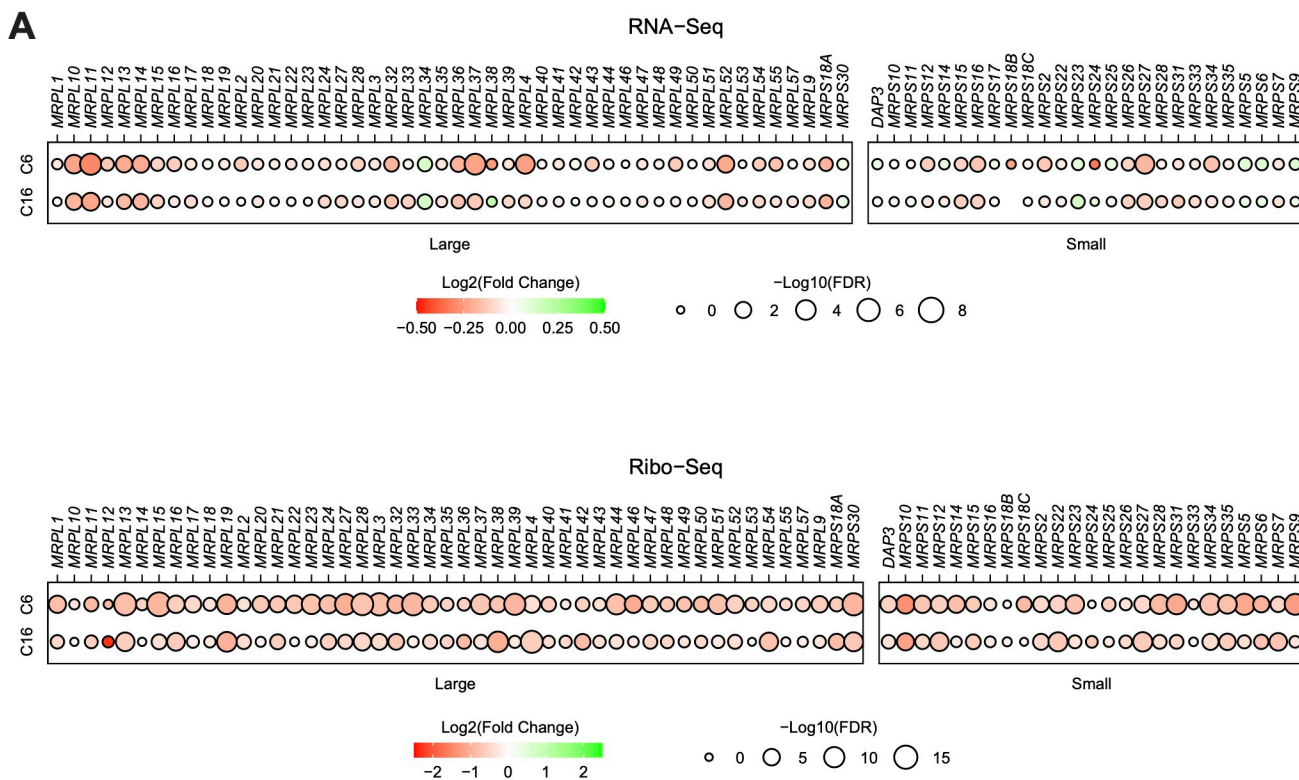 A
RNA−Seq
MRPL1 MRPL10 MRPL11 MRPL12 MRPL13 MRPL14 MRPL15 MRPL16 MRPL17 MRPL18 MRPL19 MRPL2 MRPL20 MRPL21 MRPL22 MRPL23 MRPL24 MRPL27 MRPL28 MRPL3 MRPL32 MRPL33 MRPL34 MRPL35 MRPL36 MRPL37 MRPL38 MRPL39 MRPL4 MRPL40 MRPL41 MRPL42 MRPL43 MRPL44 MRPL46 MRPL47 MRPL48 MRPL49 MRPL50 MRPL51 MRPL52 MRPL53 MRPL54 MRPL55 MRPL57 MRPL9 MRPS18A MRPS30
DAP3 MRPS10 MRPS11 MRPS12 MRPS14 MRPS15 MRPS16 MRPS17 MRPS18B MRPS18C MRPS2 MRPS22 MRPS23 MRPS24 MRPS25 MRPS26 MRPS27 MRPS28 MRPS31 MRPS33 MRPS34 MRPS35 MRPS5 MRPS6 MRPS7 MRPS9
C6
C16
Large Small
Log2(Fold Change) −Log10(FDR)
0 2 4 6 8
−0.50 −0.25 0.00 0.25 0.50
Ribo−Seq
MRPL1 MRPL10 MRPL11 MRPL12 MRPL13 MRPL14 MRPL15 MRPL16 MRPL17 MRPL18 MRPL19 MRPL2 MRPL20 MRPL21 MRPL22 MRPL23 MRPL24 MRPL27 MRPL28 MRPL3 MRPL32 MRPL33 MRPL34 MRPL35 MRPL36 MRPL37 MRPL38 MRPL39 MRPL4 MRPL40 MRPL41 MRPL42 MRPL43 MRPL44 MRPL46 MRPL47 MRPL48 MRPL49 MRPL50 MRPL51 MRPL52 MRPL53 MRPL54 MRPL55 MRPL57 MRPL9 MRPS18A MRPS30
DAP3 MRPS10 MRPS11 MRPS12 MRPS14 MRPS15 MRPS16 MRPS18B MRPS18C MRPS2 MRPS22 MRPS23 MRPS24 MRPS25 MRPS26 MRPS27 MRPS28 MRPS31 MRPS33 MRPS34 MRPS35 MRPS5 MRPS6 MRPS7 MRPS9
C6
C16
Large Small
Log2(Fold Change) −Log10(FDR)
0 5 10 15
−2 −1 0 1 2